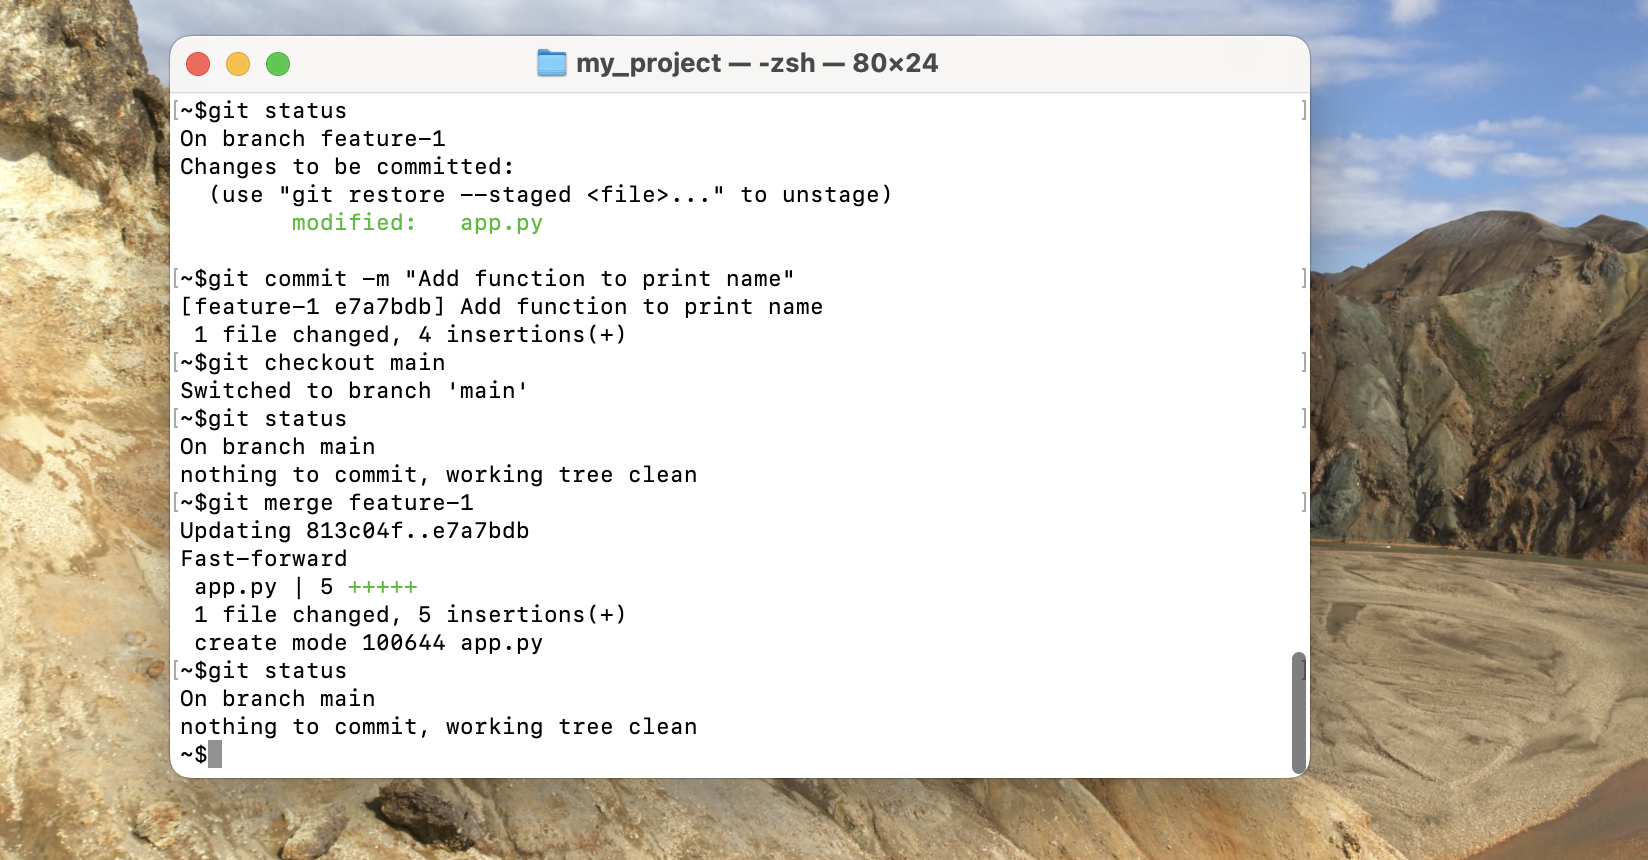 my_project — -zsh — 80×24
[~$git status ]
On branch feature-1
Changes to be committed:
  (use "git restore --staged <file>..." to unstage)
        modified:   app.py

[~$git commit -m "Add function to print name" ]
[feature-1 e7a7bdb] Add function to print name
 1 file changed, 4 insertions(+)
[~$git checkout main ]
Switched to branch 'main'
[~$git status ]
On branch main
nothing to commit, working tree clean
[~$git merge feature-1 ]
Updating 813c04f..e7a7bdb
Fast-forward
 app.py | 5 +++++
 1 file changed, 5 insertions(+)
 create mode 100644 app.py
[~$git status ]
On branch main
nothing to commit, working tree clean
~$